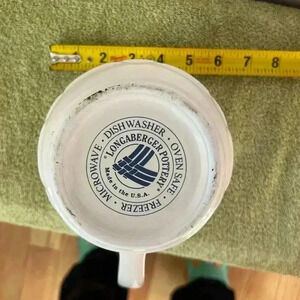 1 2 3 4 5 6 7 8
MICROWAVE · DISHWASHER · OVEN SAFE · FREEZER ·
"LONGABERGER POTTERY"
Made in the U.S.A.